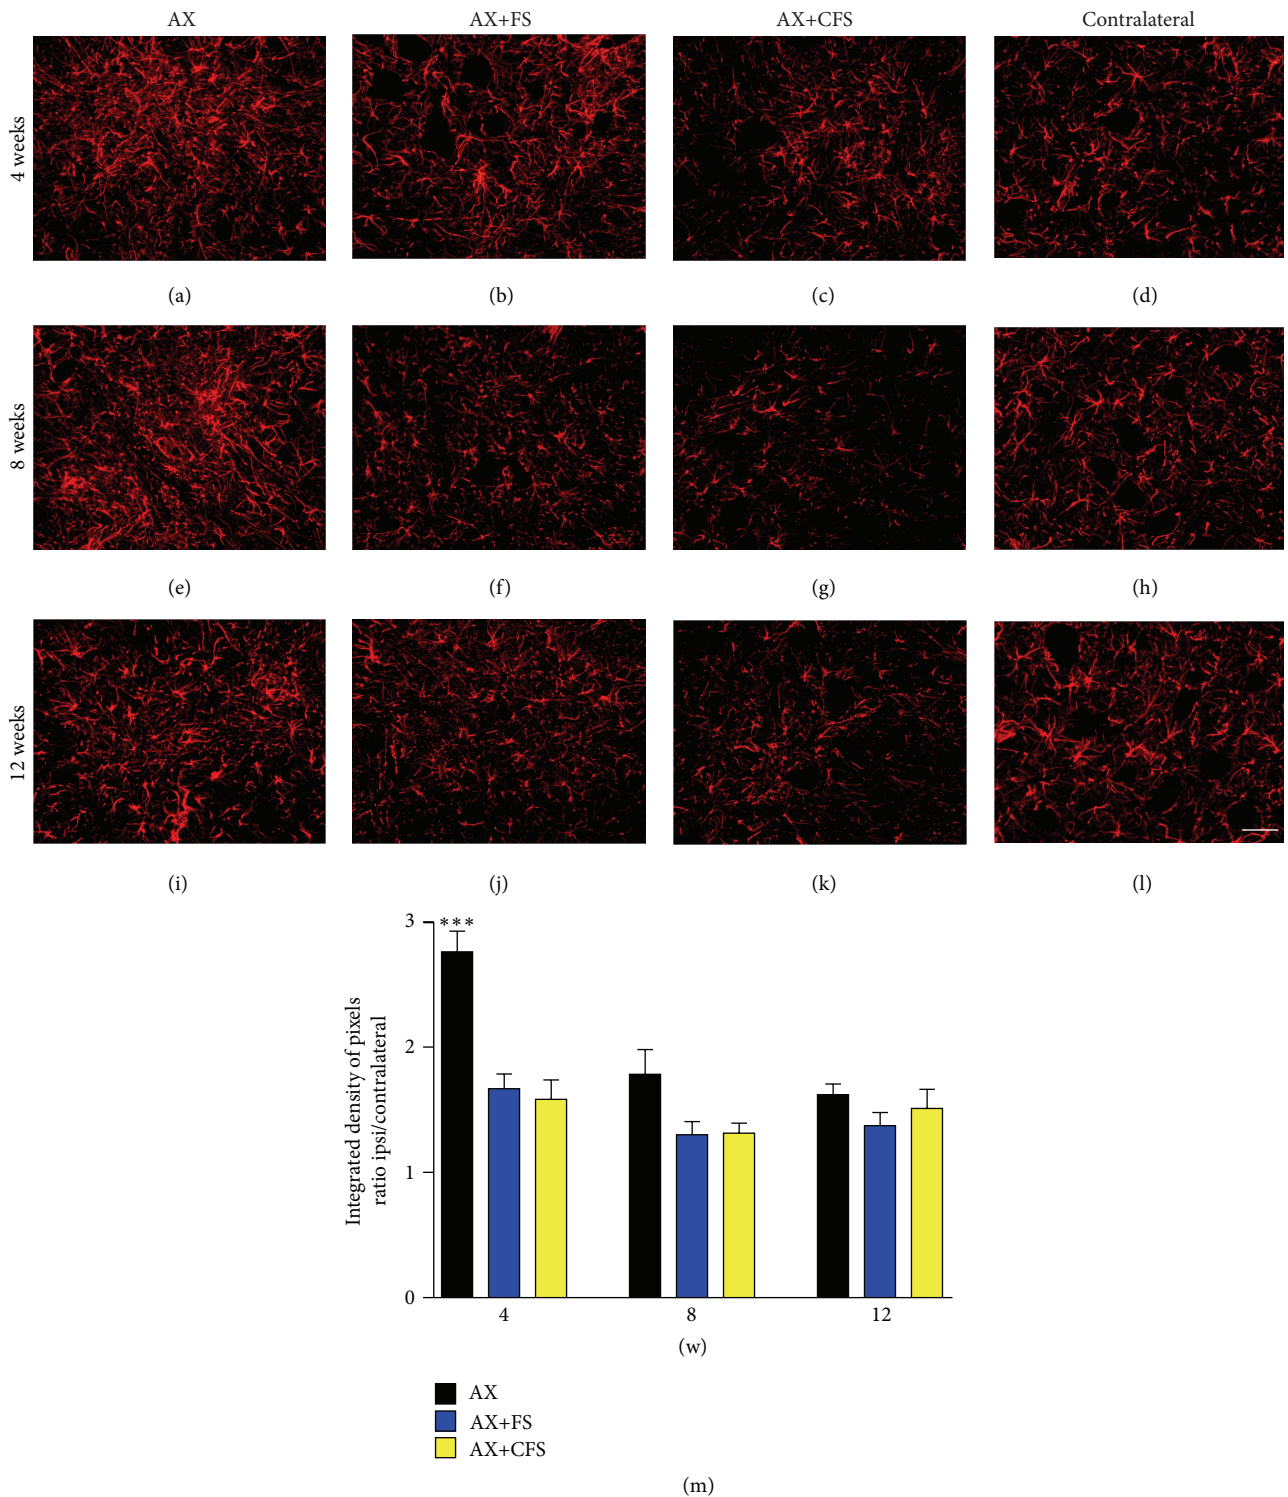 AX AX+FS AX+CFS Contralateral
4 weeks
(a) (b) (c) (d)
8 weeks
(e) (f) (g) (h)
12 weeks
(i) (j) (k) (l)
Integrated density of pixels
ratio ipsi/contralateral
3
2
1
0
***
4 8 12
(w)
AX
AX+FS
AX+CFS
(m)